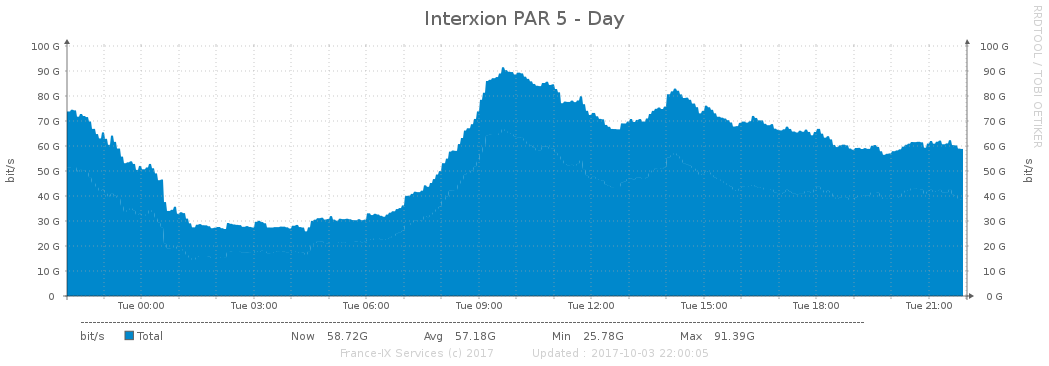 Interxion PAR 5 - Day
RRDTOOL / TOBI OETIKER
bit/s
100 G
90 G
80 G
70 G
60 G
50 G
40 G
30 G
20 G
10 G
0
100 G
90 G
80 G
70 G
60 G
50 G
40 G
30 G
20 G
10 G
0 G
bit/s
Tue 00:00 Tue 03:00 Tue 06:00 Tue 09:00 Tue 12:00 Tue 15:00 Tue 18:00 Tue 21:00
bit/s Total Now 58.72G Avg 57.18G Min 25.78G Max 91.39G
France-IX Services (c) 2017 Updated : 2017-10-03 22:00:05